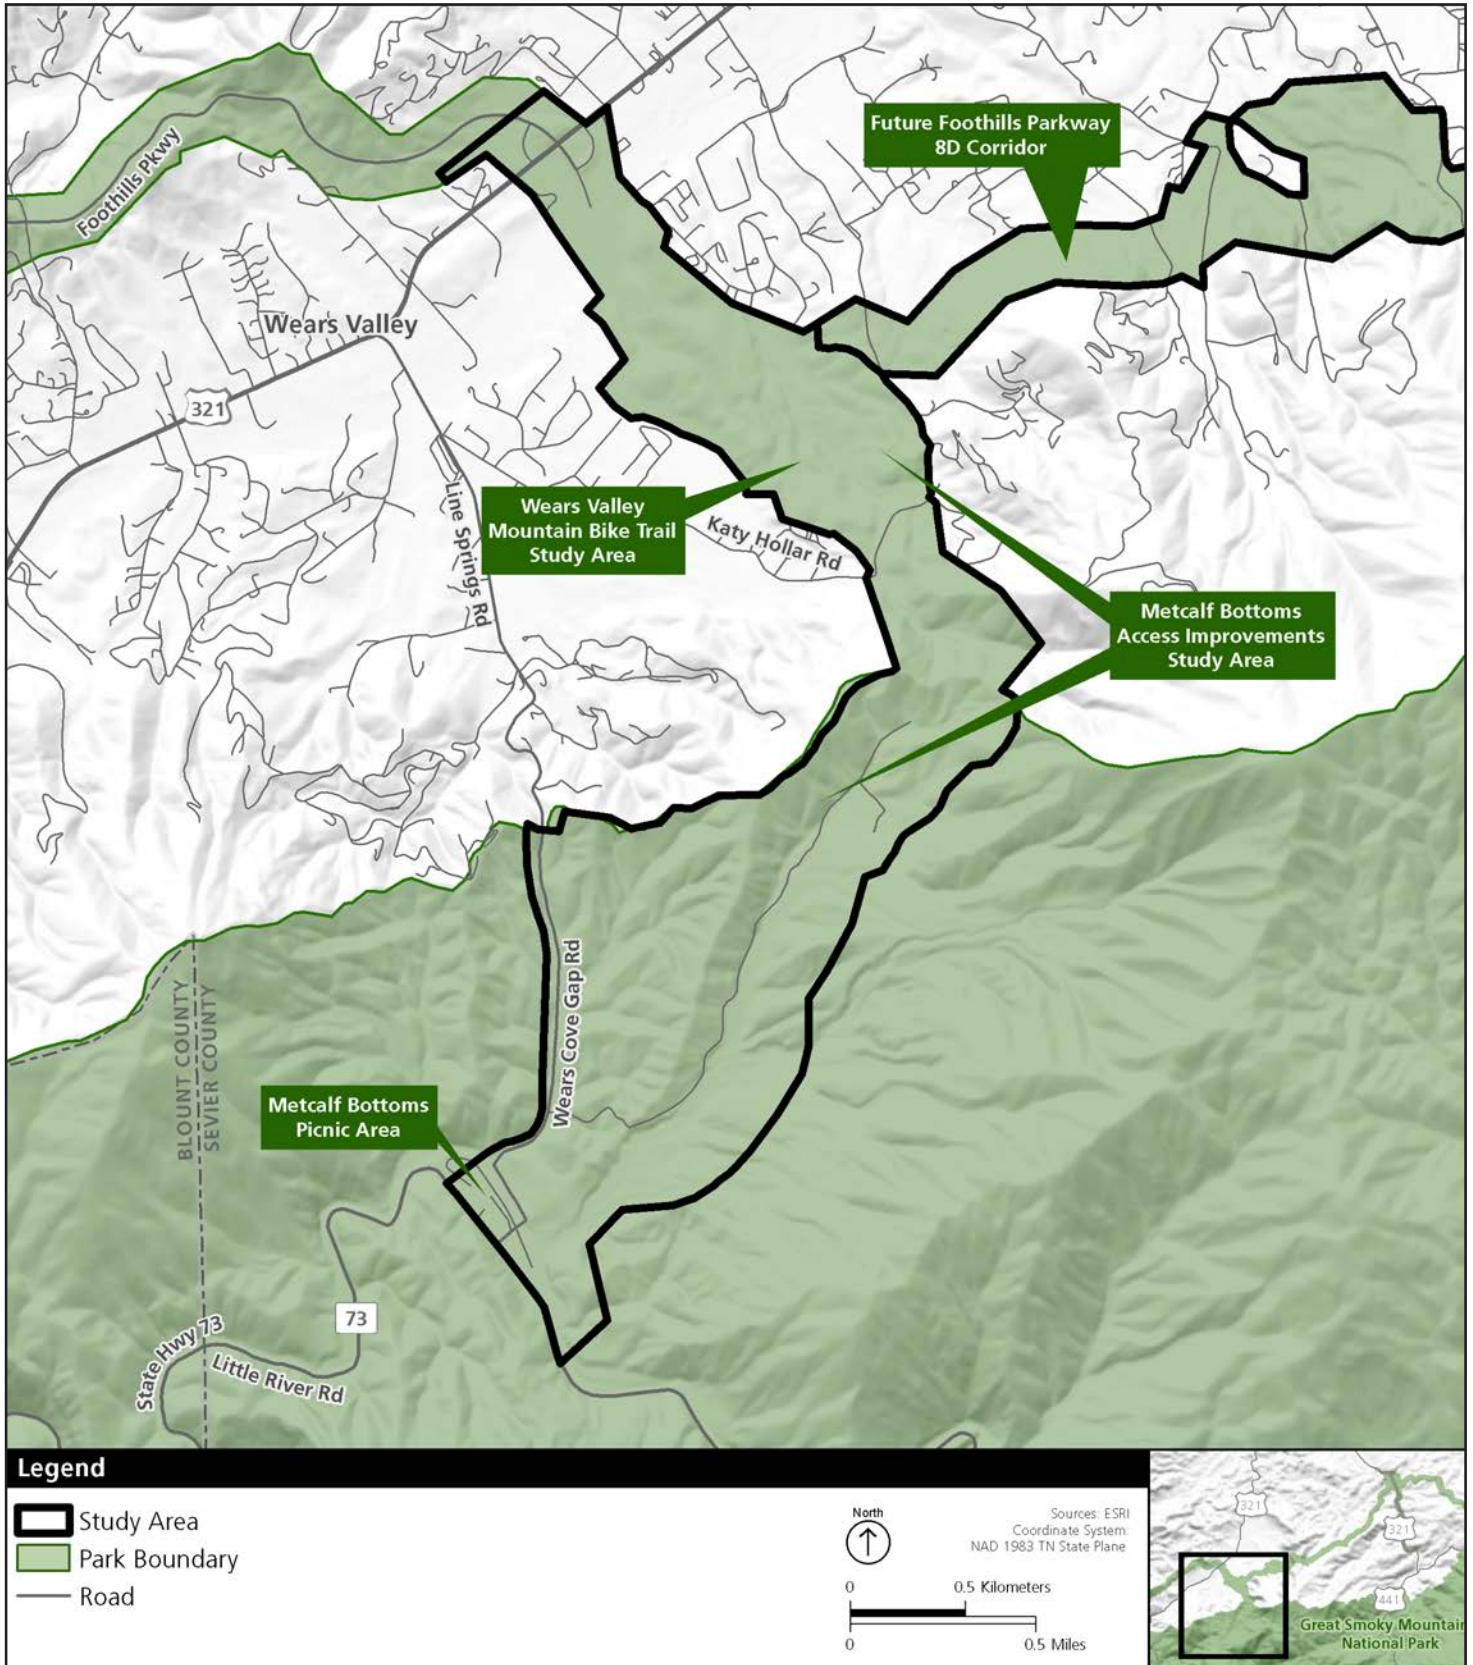 Foothills Pkwy
Future Foothills Parkway
8D Corridor
Wears Valley
321
Line Springs Rd
Wears Valley
Mountain Bike Trail
Study Area
Katy Hollar Rd
Metcalf Bottoms
Access Improvements
Study Area
BLOUNT COUNTY
SEVIER COUNTY
Wears Cove Gap Rd
Metcalf Bottoms
Picnic Area
73
State Hwy 73
Little River Rd
Legend
Study Area
Park Boundary
Road
North
Sources: ESRI
Coordinate System:
NAD 1983 TN State Plane
0 0.5 Kilometers
0 0.5 Miles
321
321
441
Great Smoky Mountain
National Park